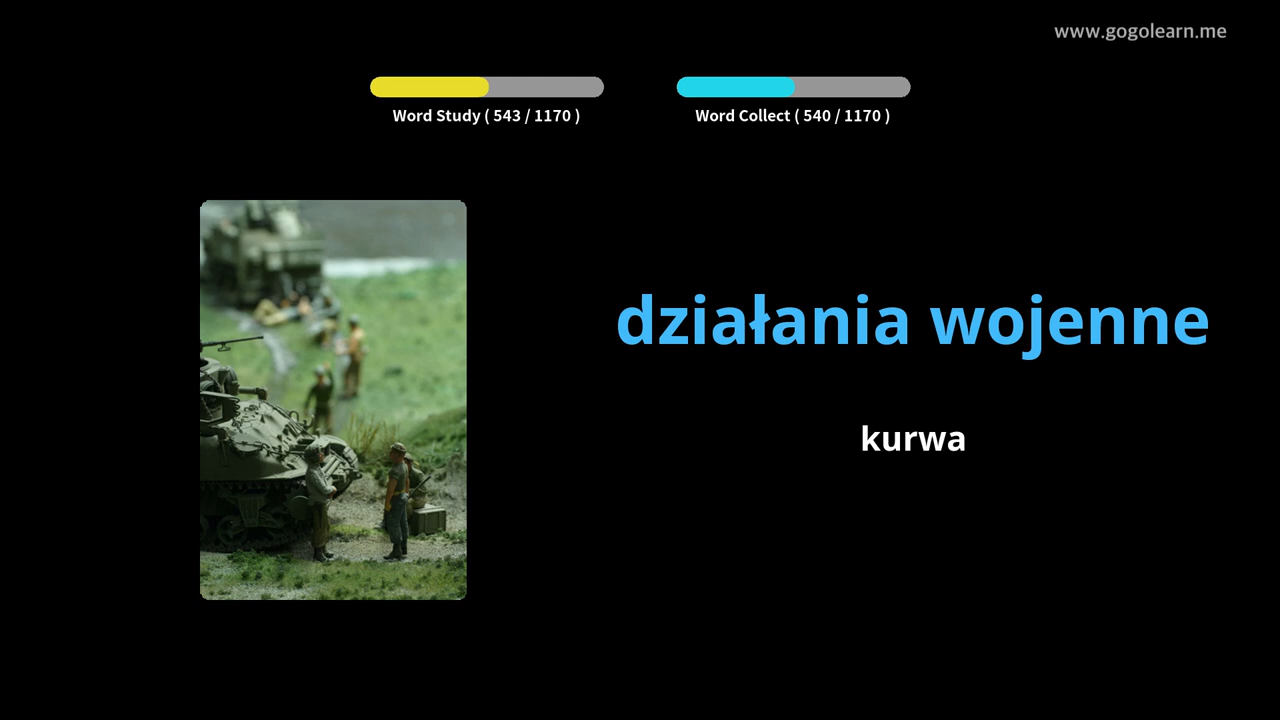 www.gogolearn.me
Word Study ( 543 / 1170 )
Word Collect ( 540 / 1170 )
działania wojenne
kurwa